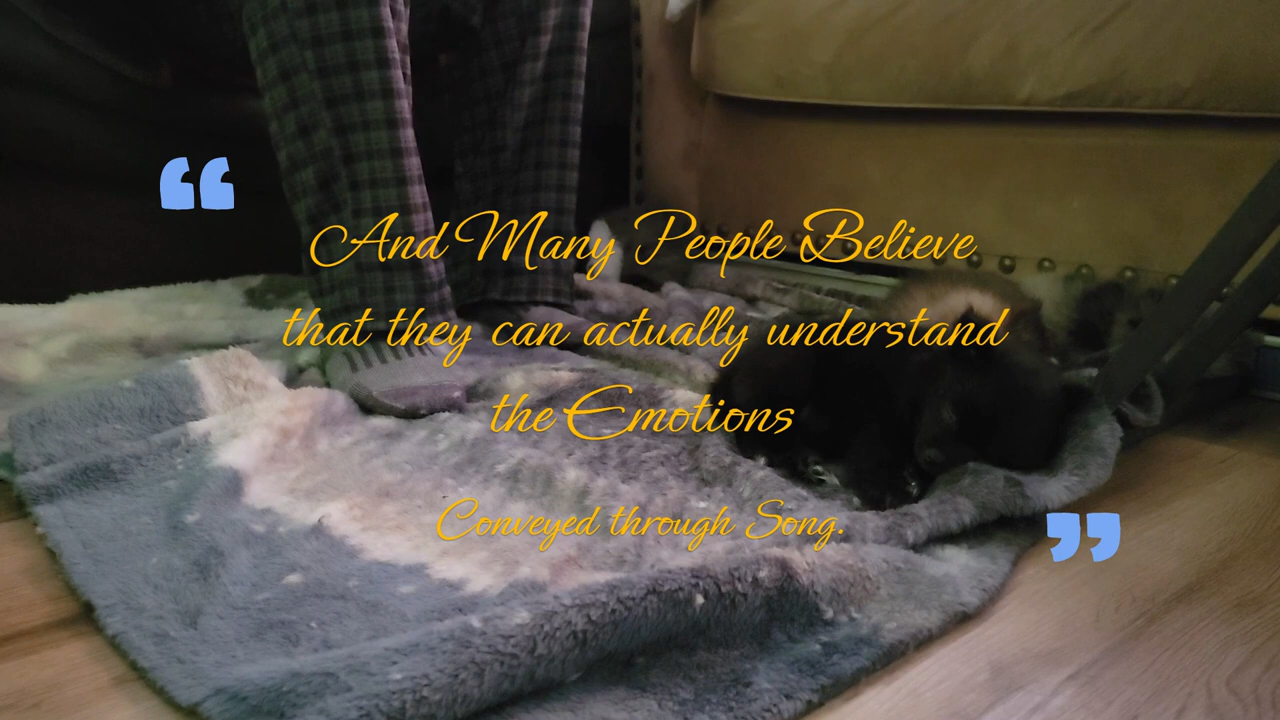 “
And Many People Believe
that they can actually understand
the Emotions
Conveyed through Song.
”